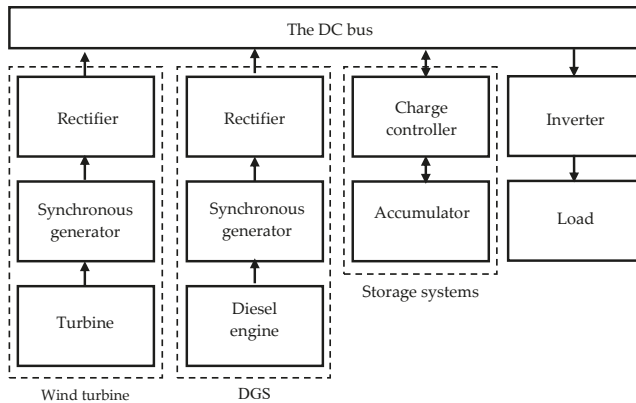 The DC bus
Rectifier
Rectifier
Charge
controller
Inverter
Synchronous
generator
Synchronous
generator
Accumulator
Load
Turbine
Diesel
engine
Storage systems
Wind turbine
DGS